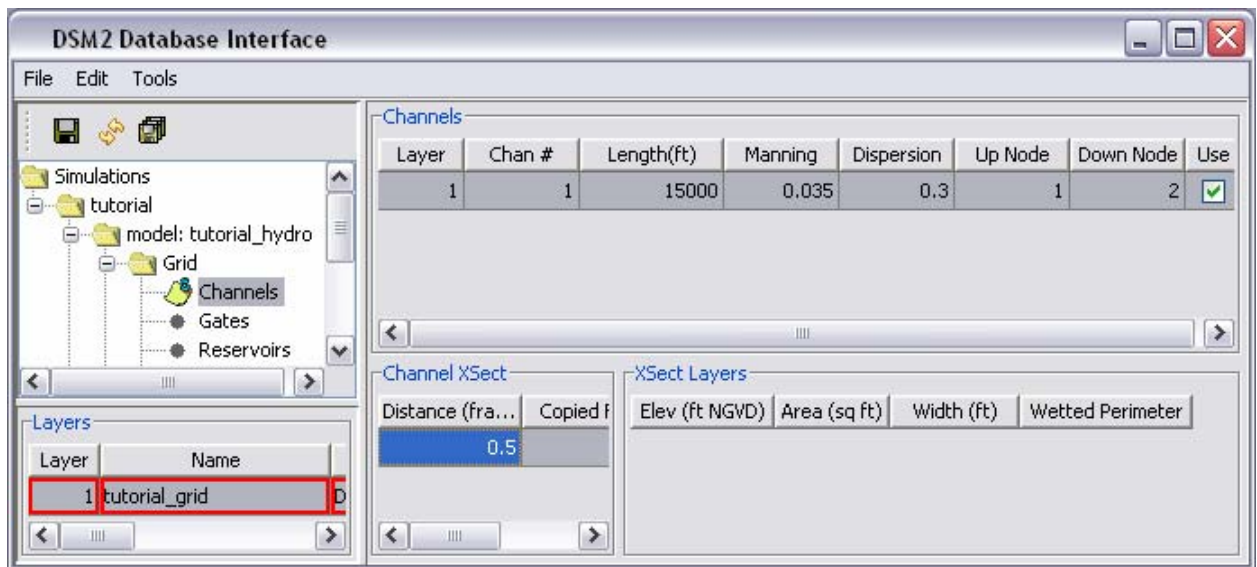 DSM2 Database Interface
File Edit Tools
Simulations
tutorial
model: tutorial_hydro
Grid
Channels
Gates
Reservoirs
Layers
Layer Name
1 tutorial_grid D
Channels
Layer Chan # Length(ft) Manning Dispersion Up Node Down Node Use
1 1 15000 0.035 0.3 1 2
Channel XSect
Distance (fra... Copied F
0.5
XSect Layers
Elev (ft NGVD) Area (sq ft) Width (ft) Wetted Perimeter